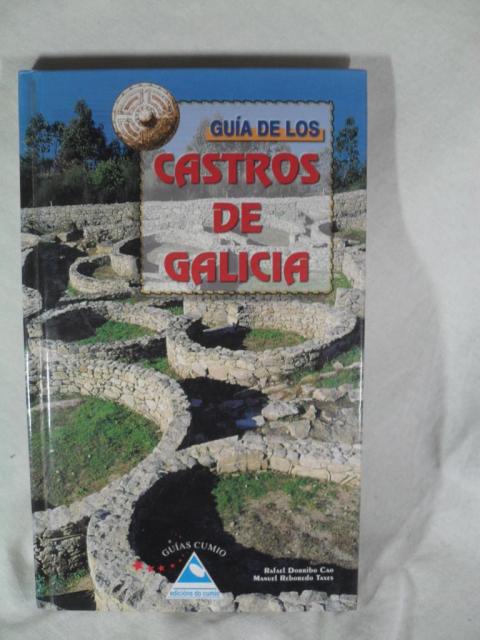 GUÍA DE LOS
CASTROS
DE
GALICIA
GUÍAS CUMIO
edicións do cumio
Rafael Dorribo Cao
Manuel Reboredo Taxes